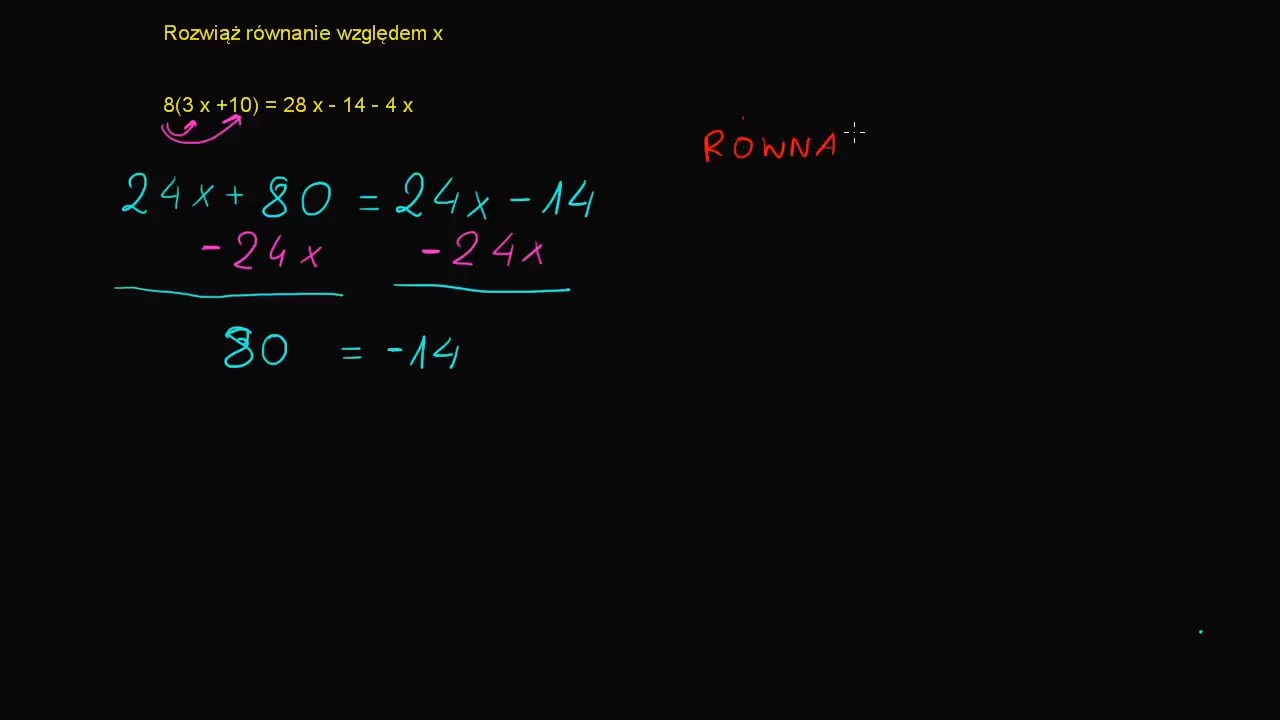 Rozwiąż równanie względem x
8(3 x +10) = 28 x - 14 - 4 x
RÓWNA
24x + 80 = 24x - 14
- 24x - 24x
80 = -14